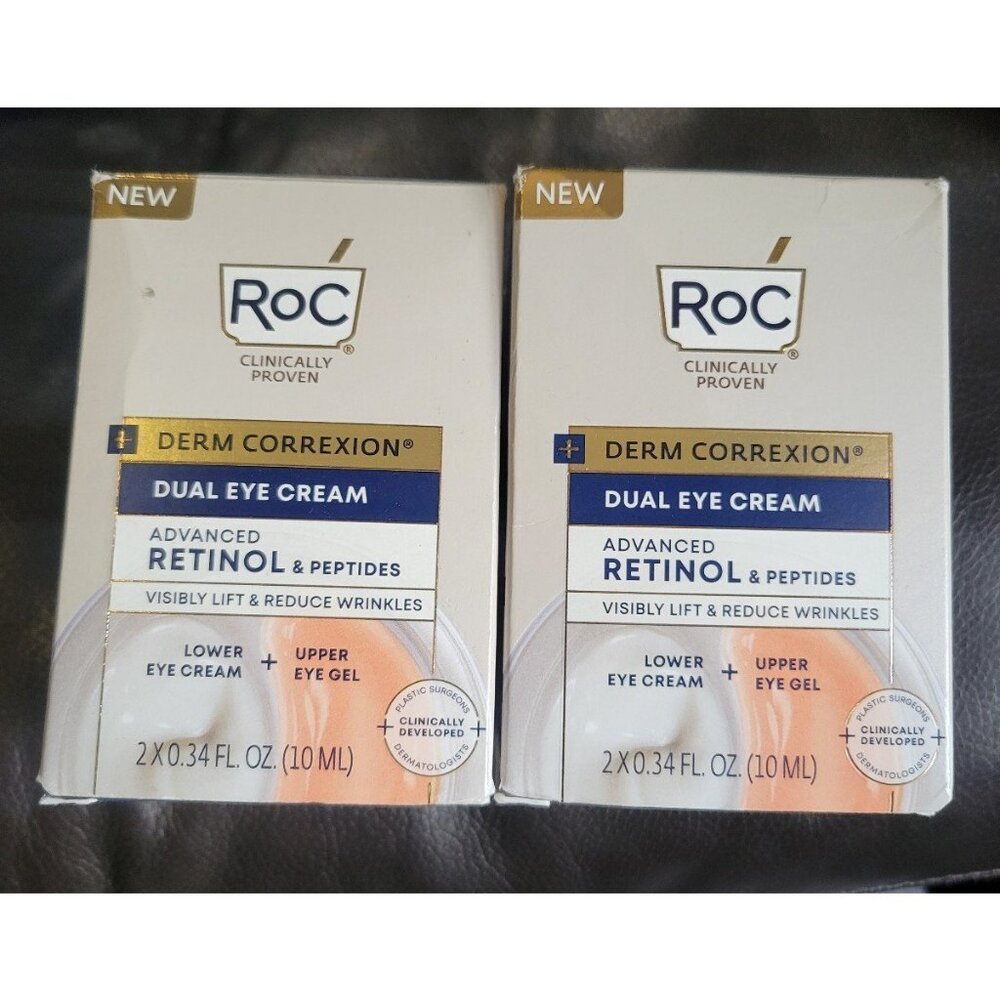 NEW
RoC®
CLINICALLY
PROVEN
+ DERM CORREXION®
DUAL EYE CREAM
ADVANCED
RETINOL & PEPTIDES
VISIBLY LIFT & REDUCE WRINKLES
LOWER
EYE CREAM
+
UPPER
EYE GEL
PLASTIC SURGEONS
+ CLINICALLY +
DEVELOPED
DERMATOLOGISTS
2 X 0.34 FL. OZ. (10 ML)
NEW
RoC®
CLINICALLY
PROVEN
+ DERM CORREXION®
DUAL EYE CREAM
ADVANCED
RETINOL & PEPTIDES
VISIBLY LIFT & REDUCE WRINKLES
LOWER
EYE CREAM
+
UPPER
EYE GEL
PLASTIC SURGEONS
+ CLINICALLY +
DEVELOPED
DERMATOLOGISTS
2 X 0.34 FL. OZ. (10 ML)